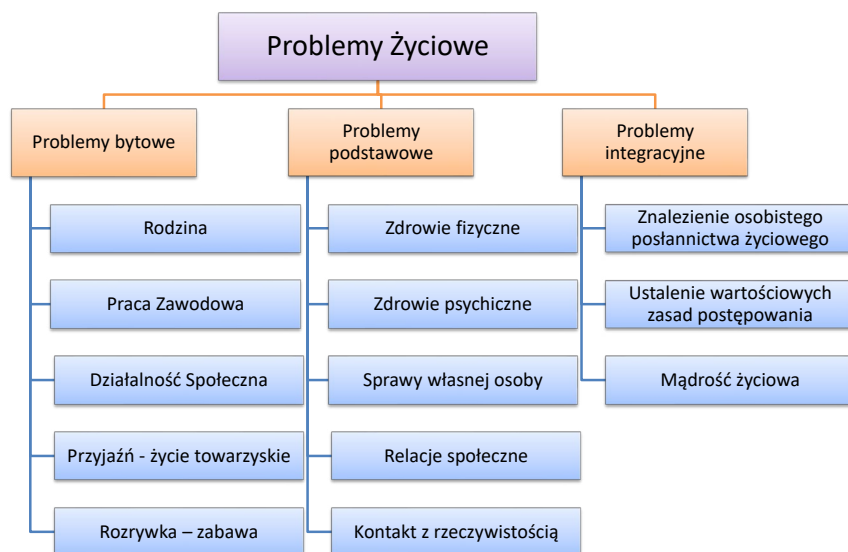 Problemy Życiowe
Problemy bytowe
Rodzina
Praca Zawodowa
Działalność Społeczna
Przyjaźń - życie towarzyskie
Rozrywka – zabawa
Problemy
podstawowe
Zdrowie fizyczne
Zdrowie psychiczne
Sprawy własnej osoby
Relacje społeczne
Kontakt z rzeczywistością
Problemy
integracyjne
Znalezienie osobistego
posłannictwa życiowego
Ustalenie wartościowych
zasad postępowania
Mądrość życiowa